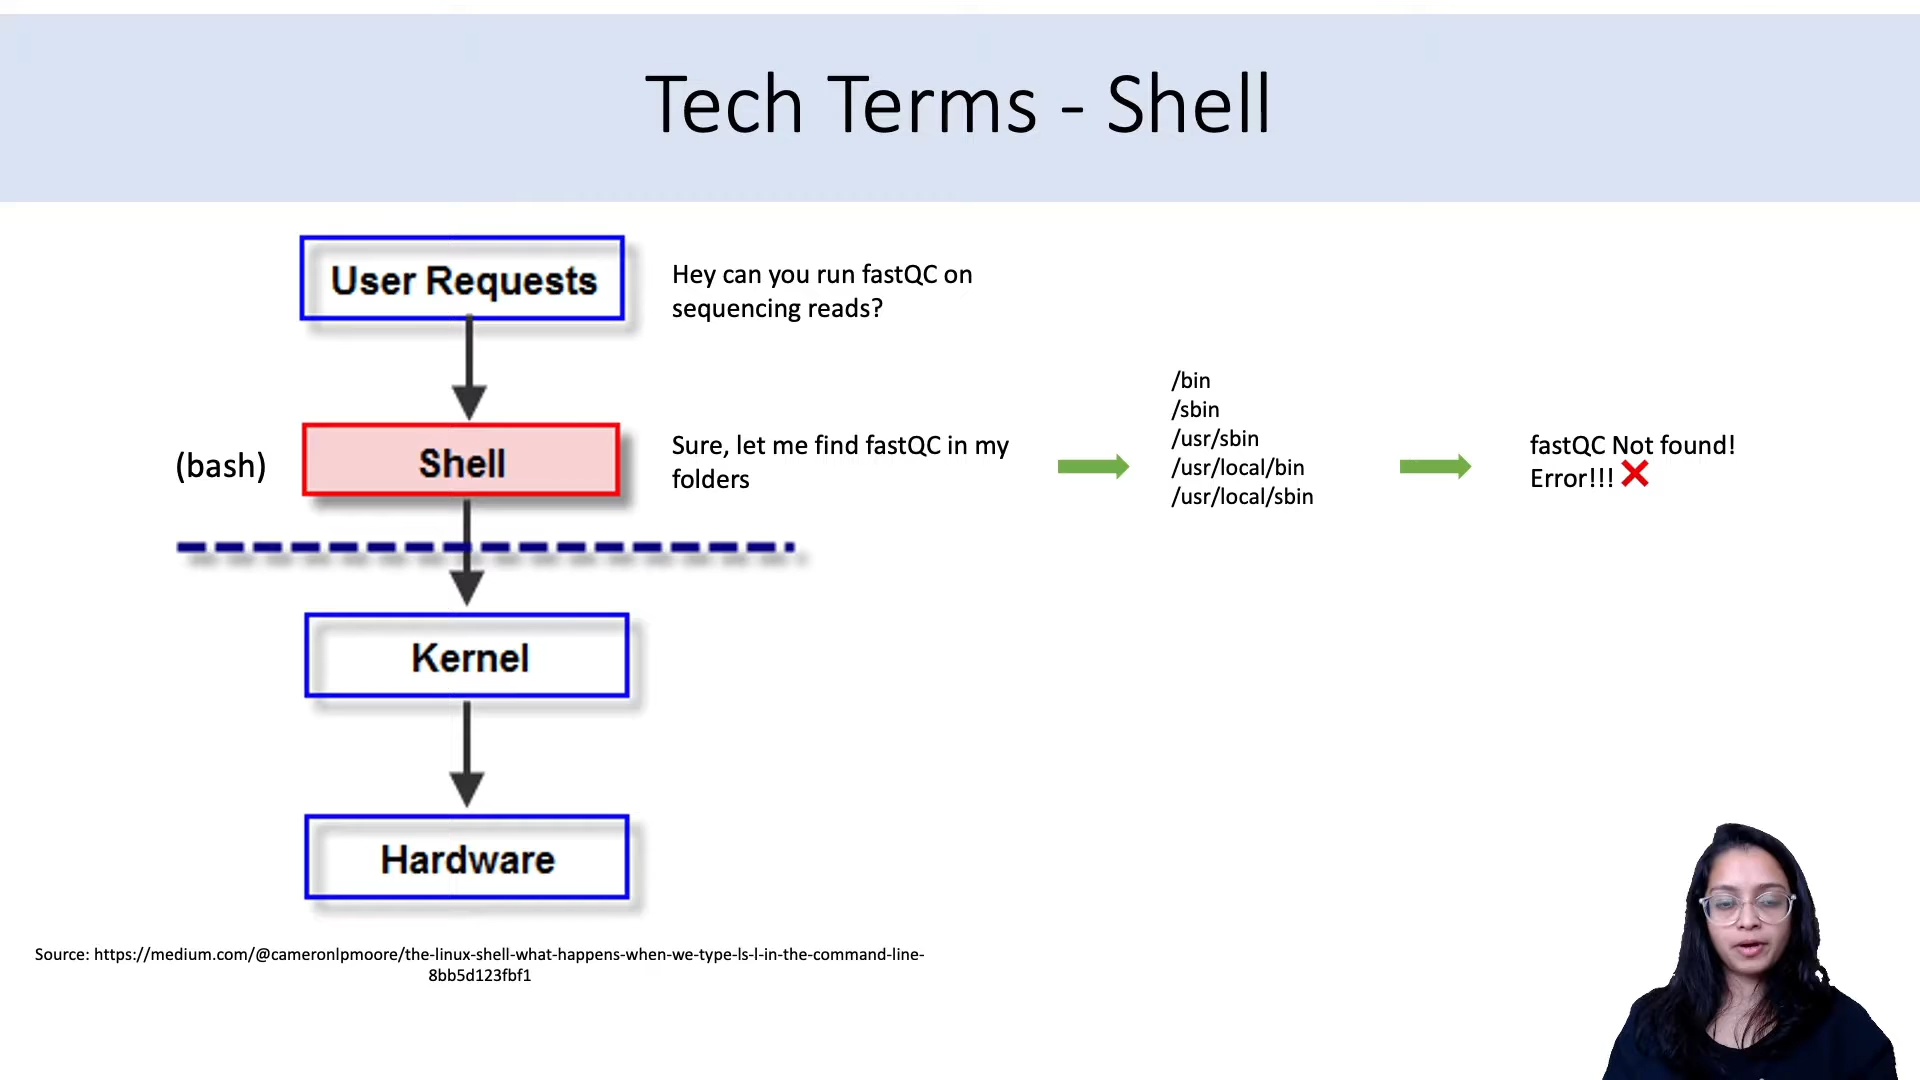 Tech Terms - Shell
User Requests
Hey can you run fastQC on
sequencing reads?
(bash)
Shell
Sure, let me find fastQC in my
folders
/bin
/sbin
/usr/sbin
/usr/local/bin
/usr/local/sbin
fastQC Not found!
Error!!!
Kernel
Hardware
Source: https://medium.com/@cameronlpmoore/the-linux-shell-what-happens-when-we-type-ls-l-in-the-command-line-
8bb5d123fbf1